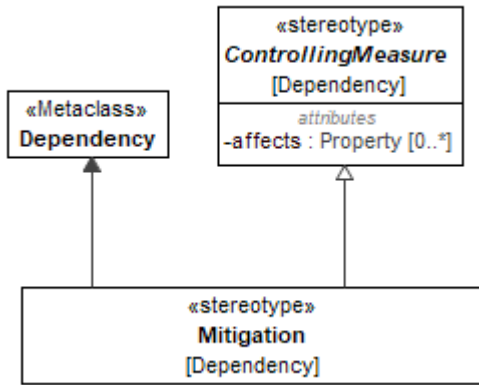 «stereotype»
ControllingMeasure
[Dependency]
attributes
-affects : Property [0..*]
«Metaclass»
Dependency
«stereotype»
Mitigation
[Dependency]